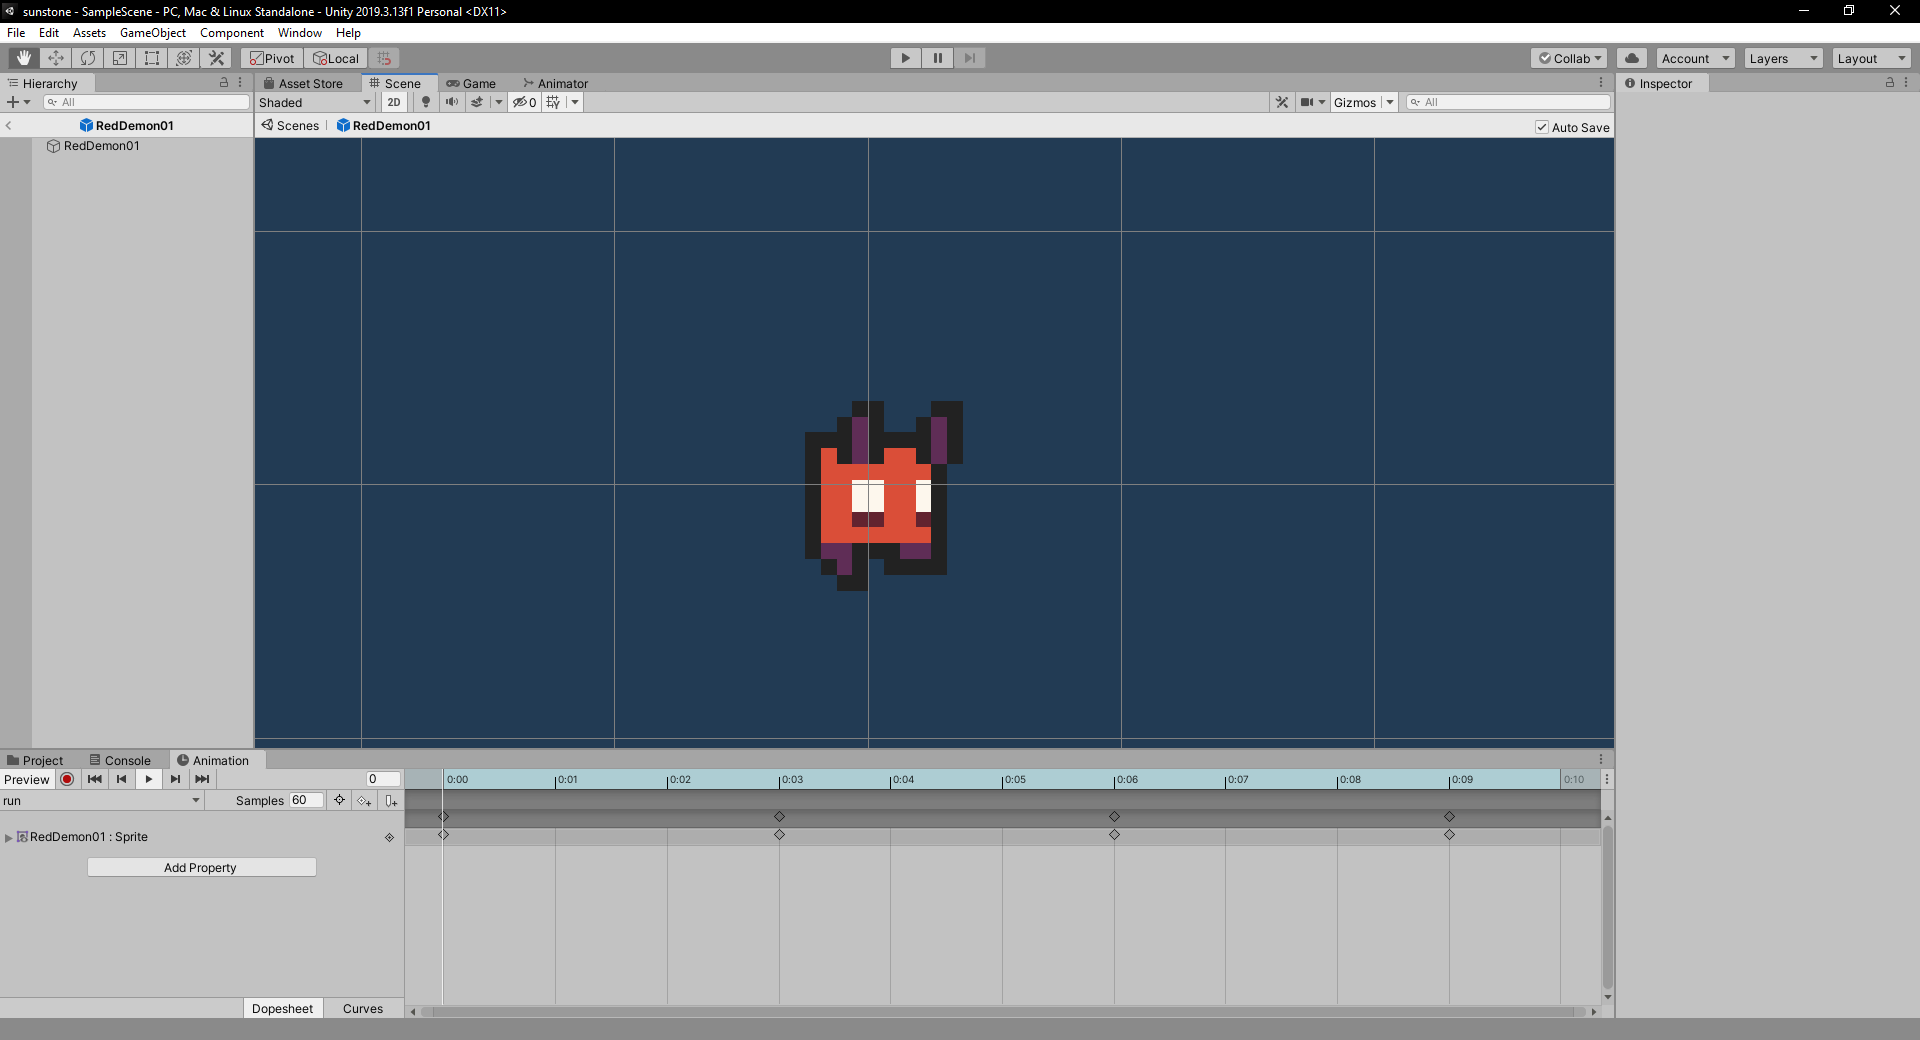 sunstone - SampleScene - PC, Mac & Linux Standalone - Unity 2019.3.13f1 Personal <DX11>
File Edit Assets GameObject Component Window Help
Pivot Local Collab Account Layers Layout
Hierarchy Asset Store Scene Game Animator Inspector
All Shaded 2D 0 Gizmos All
RedDemon01 Scenes RedDemon01 Auto Save
RedDemon01
Project Console Animation
Preview 0 0:00 0:01 0:02 0:03 0:04 0:05 0:06 0:07 0:08 0:09 0:10
run Samples 60
RedDemon01 : Sprite
Add Property
Dopesheet Curves